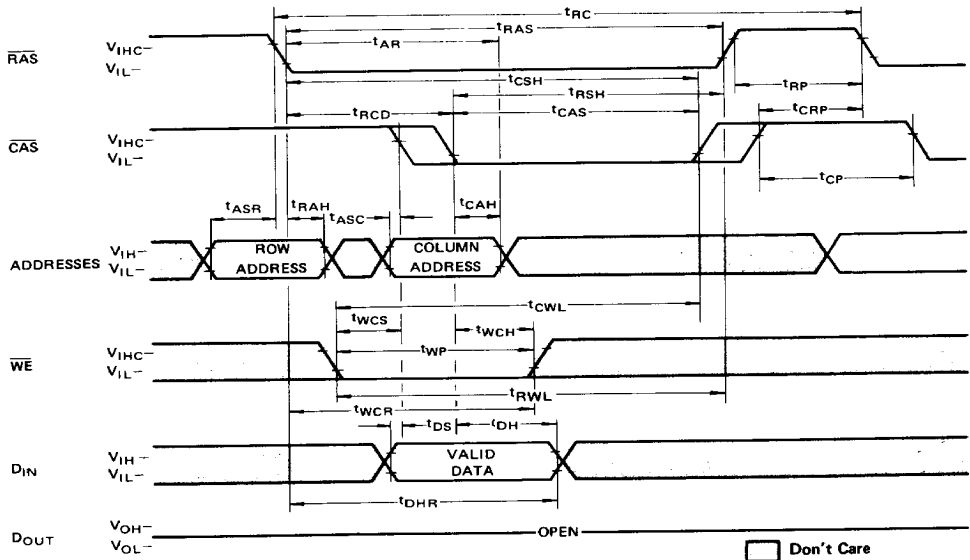 tRC
tRAS
tAR
RAS
VIHC–
VIL–
tCSH
tRSH
tRP
tRCD
tCAS
tCRP
CAS
VIHC–
VIL–
tCP
tASR
tRAH
tASC
tCAH
ADDRESSES
VIH–
VIL–
ROW
ADDRESS
COLUMN
ADDRESS
tCWL
tWCS
tWCH
WE
VIHC–
VIL–
tWP
tRWL
tWCR
tDS
tDH
DIN
VIH–
VIL–
VALID
DATA
tDHR
DOUT
VOH–
VOL–
OPEN
Don't Care